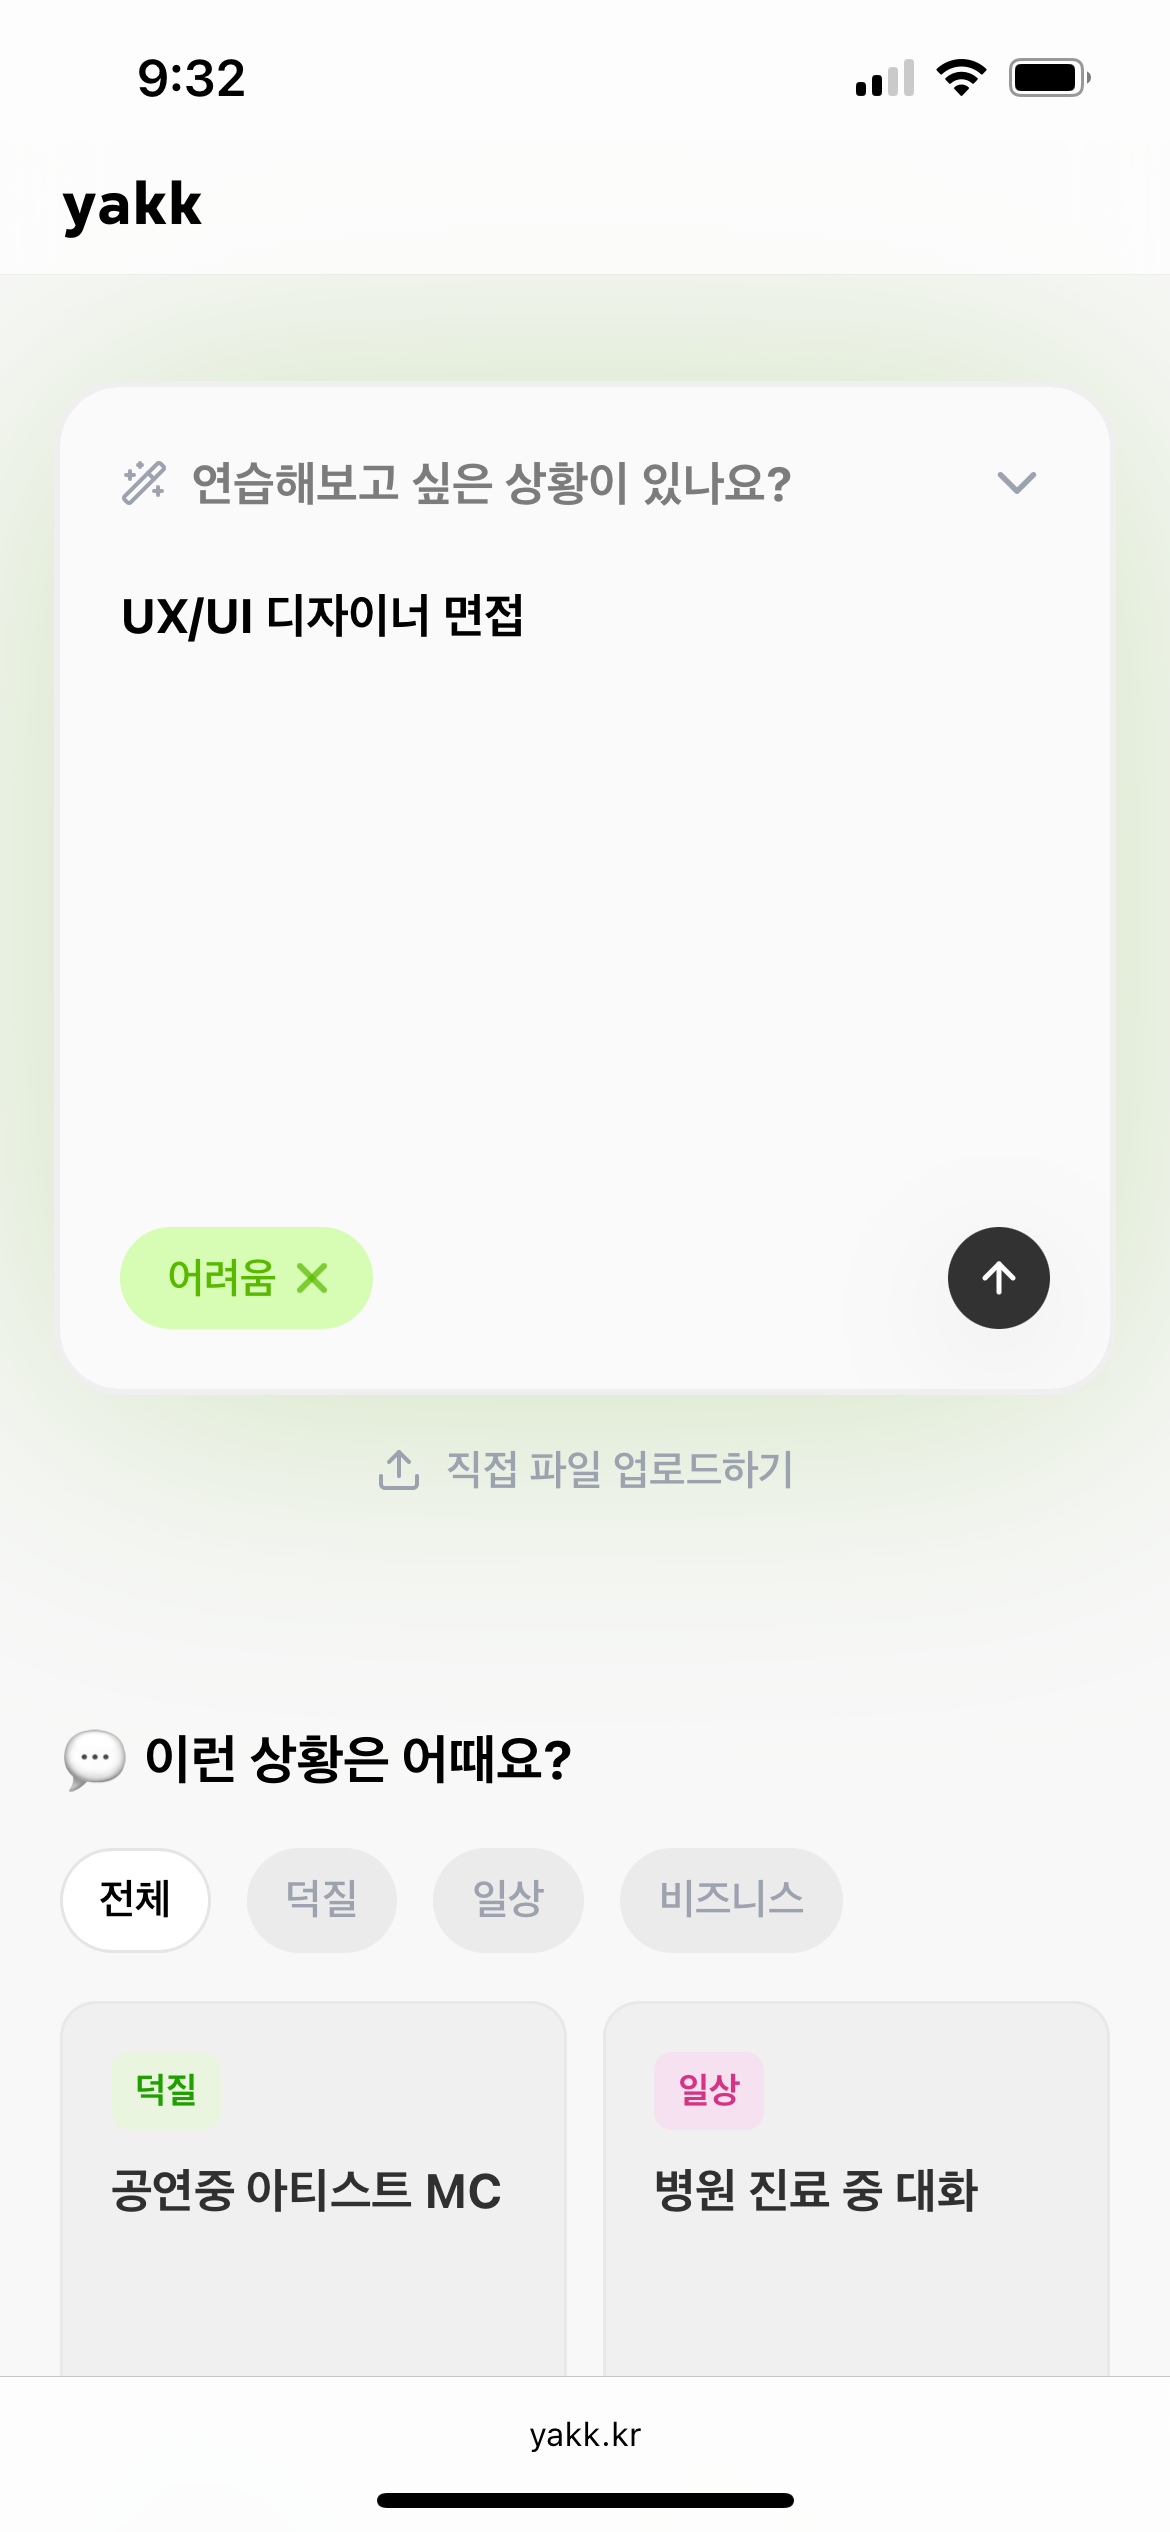 9:32
yakk
연습해보고 싶은 상황이 있나요?
UX/UI 디자이너 면접
어려움
직접 파일 업로드하기
이런 상황은 어때요?
전체 덕질 일상 비즈니스
덕질
공연중 아티스트 MC
일상
병원 진료 중 대화
yakk.kr